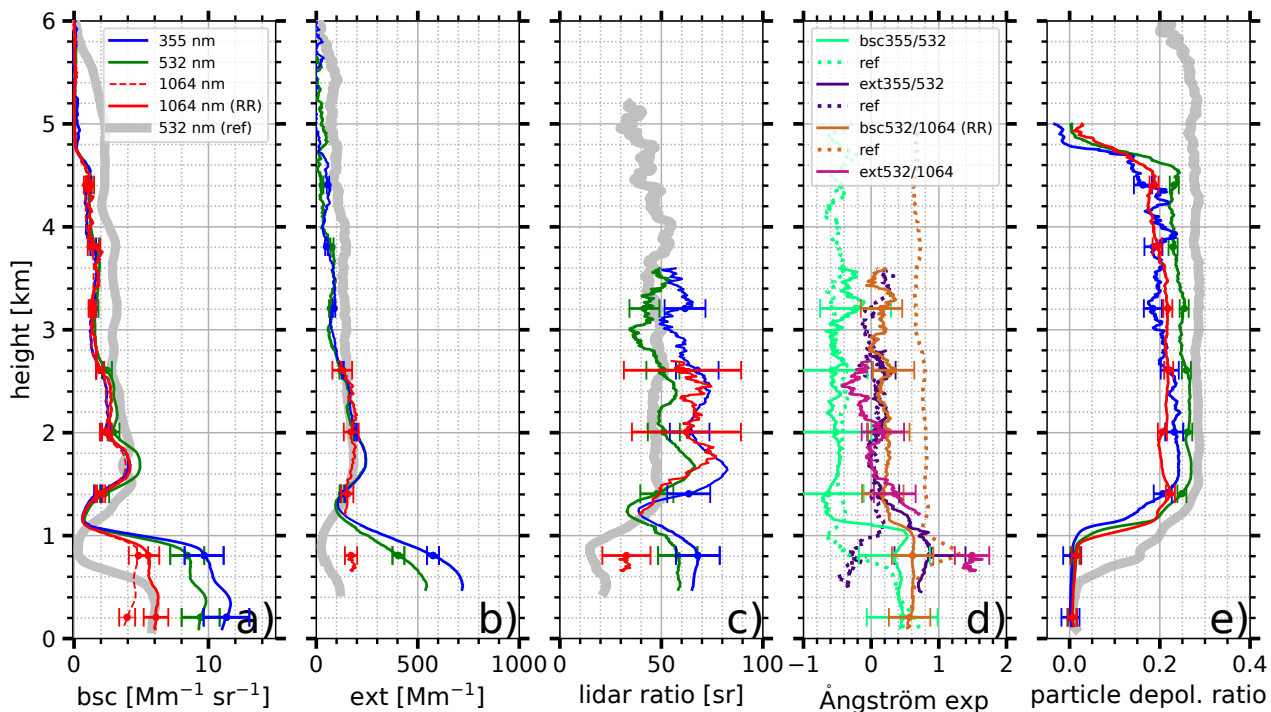 height [km]
6
5
4
3
2
1
0
355 nm
532 nm
1064 nm
1064 nm (RR)
532 nm (ref)
a)
0
10
bsc [Mm⁻¹ sr⁻¹]
b)
0
500
1000
ext [Mm⁻¹]
c)
0
50
100
lidar ratio [sr]
bsc355/532
ref
ext355/532
ref
bsc532/1064 (RR)
ref
ext532/1064
d)
−1
0
1
2
Ångström exp
e)
0.0
0.2
0.4
particle depol. ratio